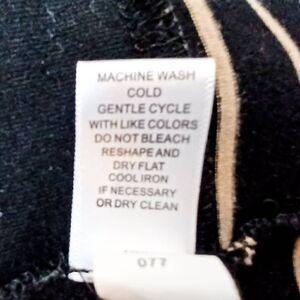 MACHINE WASH
COLD
GENTLE CYCLE
WITH LIKE COLORS
DO NOT BLEACH
RESHAPE AND
DRY FLAT
COOL IRON
IF NECESSARY
OR DRY CLEAN
077